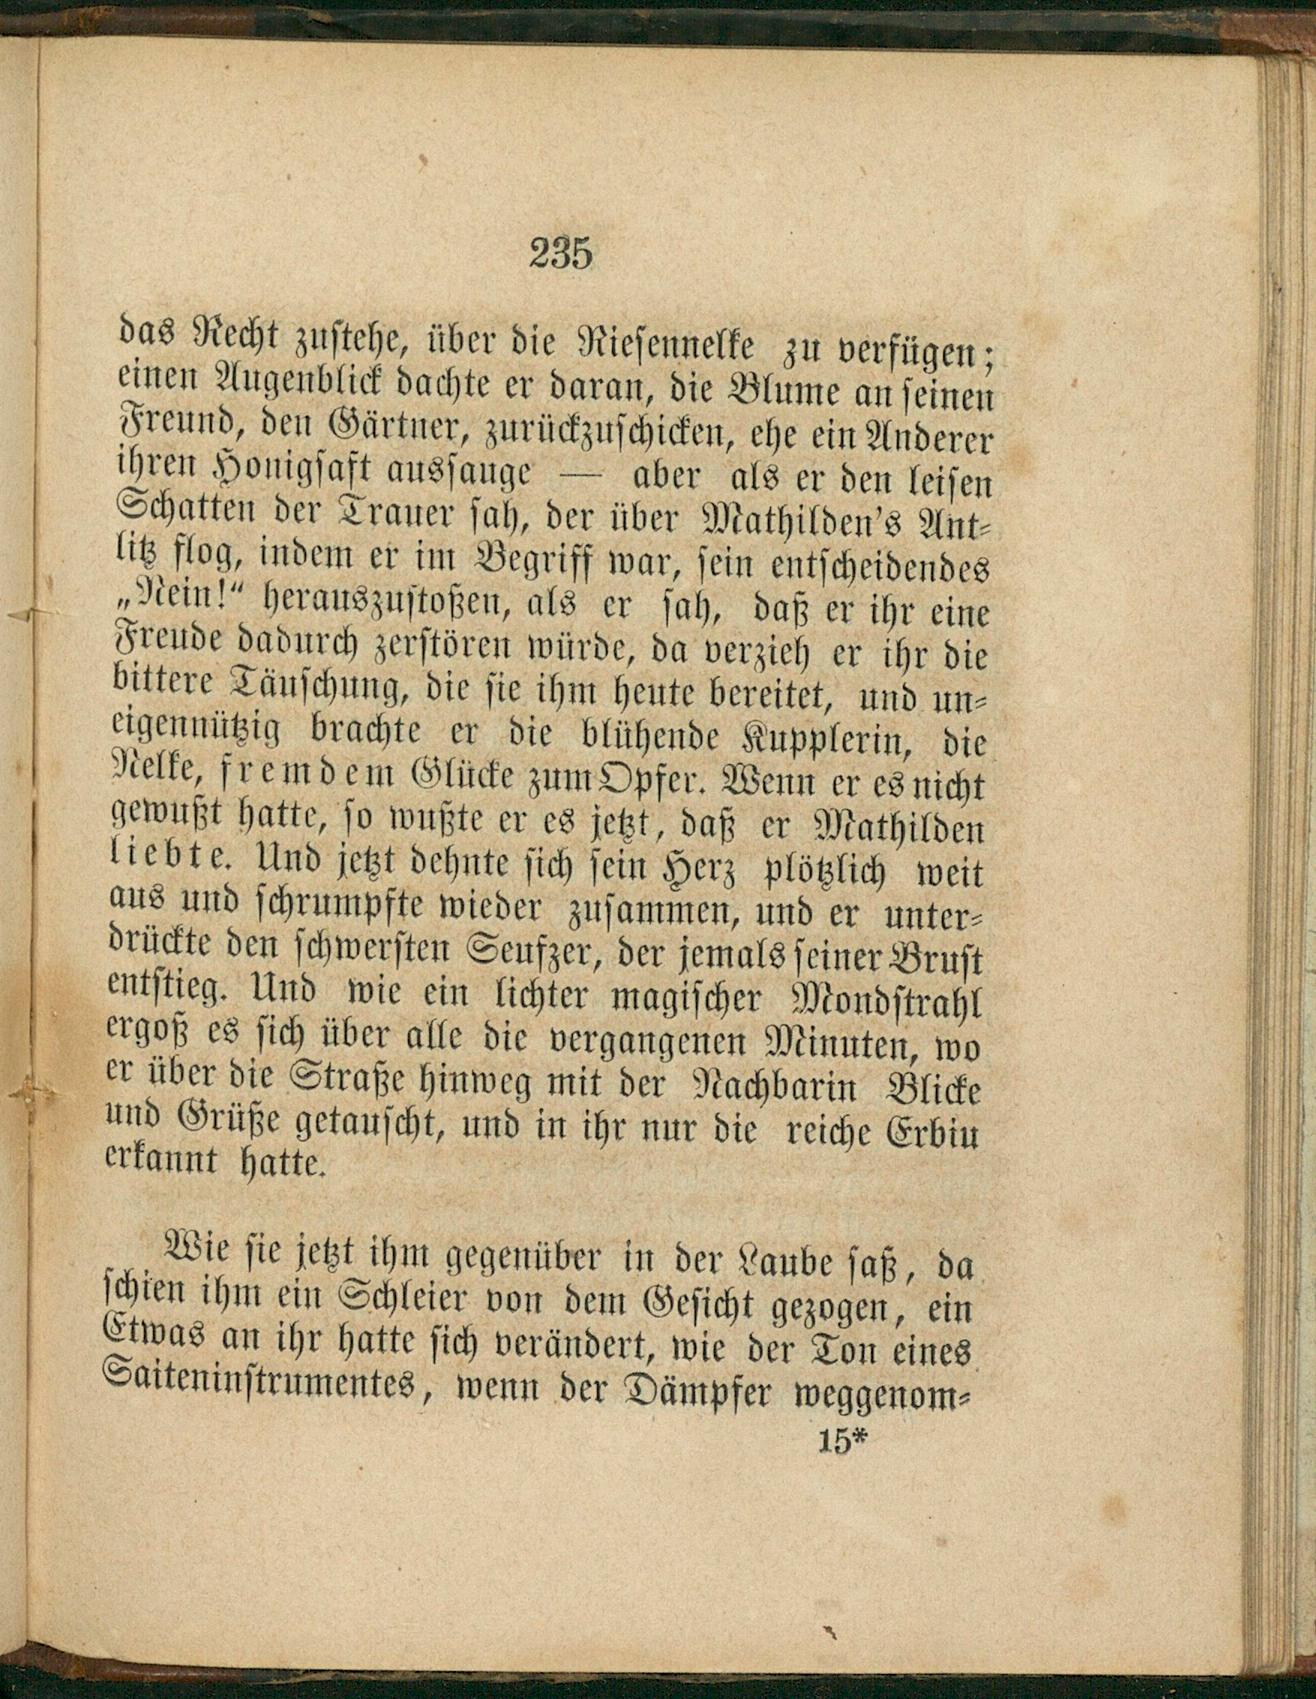 235
das Recht zustehe, über die Riesennelke zu verfügen;
einen Augenblick dachte er daran, die Blume an seinen
Freund, den Gärtner, zurückzuschicken, ehe ein Anderer
ihren Honigsaft aussauge — aber als er den leisen
Schatten der Trauer sah, der über Mathilden's Ant-
litz flog, indem er im Begriff war, sein entscheidendes
„Nein!“ herauszustoßen, als er sah, daß er ihr eine
Freude dadurch zerstören würde, da verzieh er ihr die
bittere Täuschung, die sie ihm heute bereitet, und un-
eigennützig brachte er die blühende Kupplerin, die
Nelke, fremdem Glücke zum Opfer. Wenn er es nicht
gewußt hatte, so wußte er es jetzt, daß er Mathilden
liebte. Und jetzt dehnte sich sein Herz plötzlich weit
aus und schrumpfte wieder zusammen, und er unter-
drückte den schwersten Seufzer, der jemals seiner Brust
entstieg. Und wie ein lichter magischer Mondstrahl
ergoß es sich über alle die vergangenen Minuten, wo
er über die Straße hinweg mit der Nachbarin Blicke
und Grüße getauscht, und in ihr nur die reiche Erbin
erkannt hatte.
Wie sie jetzt ihm gegenüber in der Laube saß, da
schien ihm ein Schleier von dem Gesicht gezogen, ein
Etwas an ihr hatte sich verändert, wie der Ton eines
Saiteninstrumentes, wenn der Dämpfer weggenom-
15*